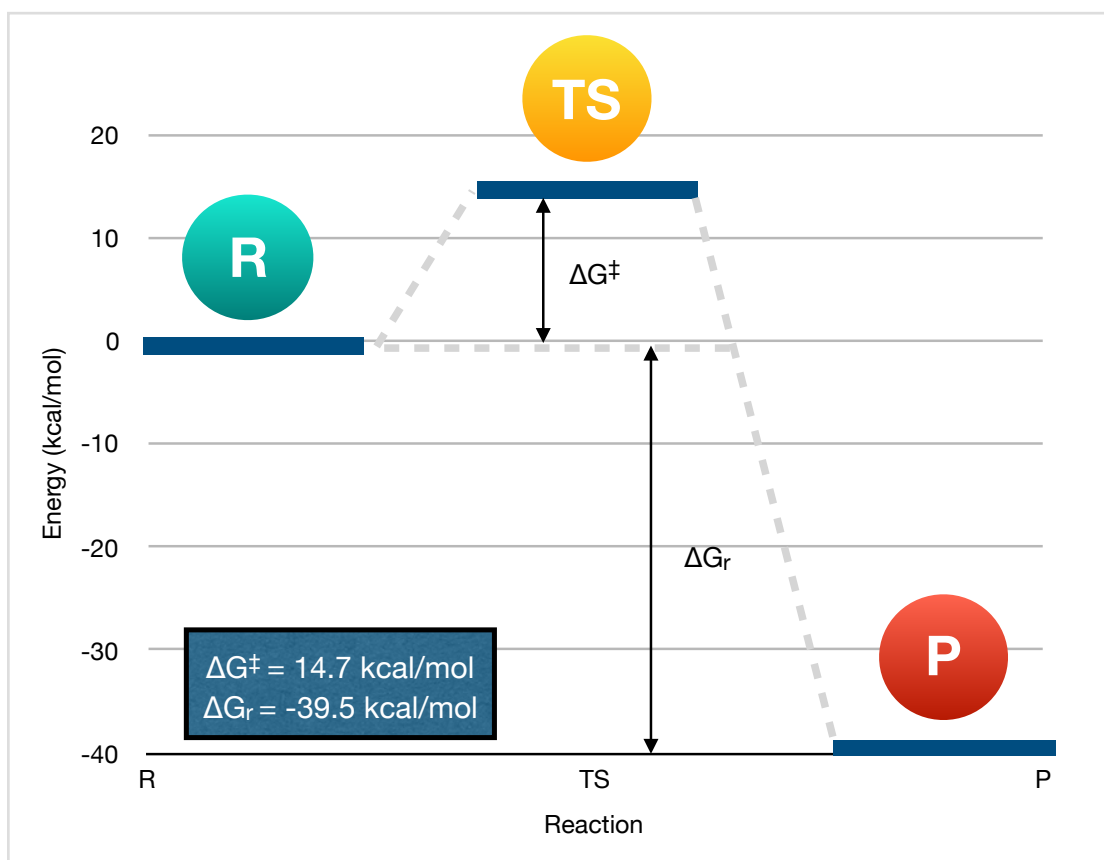 TS
20
R
10
ΔG‡
0
Energy (kcal/mol)
-10
-20
ΔGr
-30
P
ΔG‡ = 14.7 kcal/mol
ΔGr = -39.5 kcal/mol
-40
R TS P
Reaction